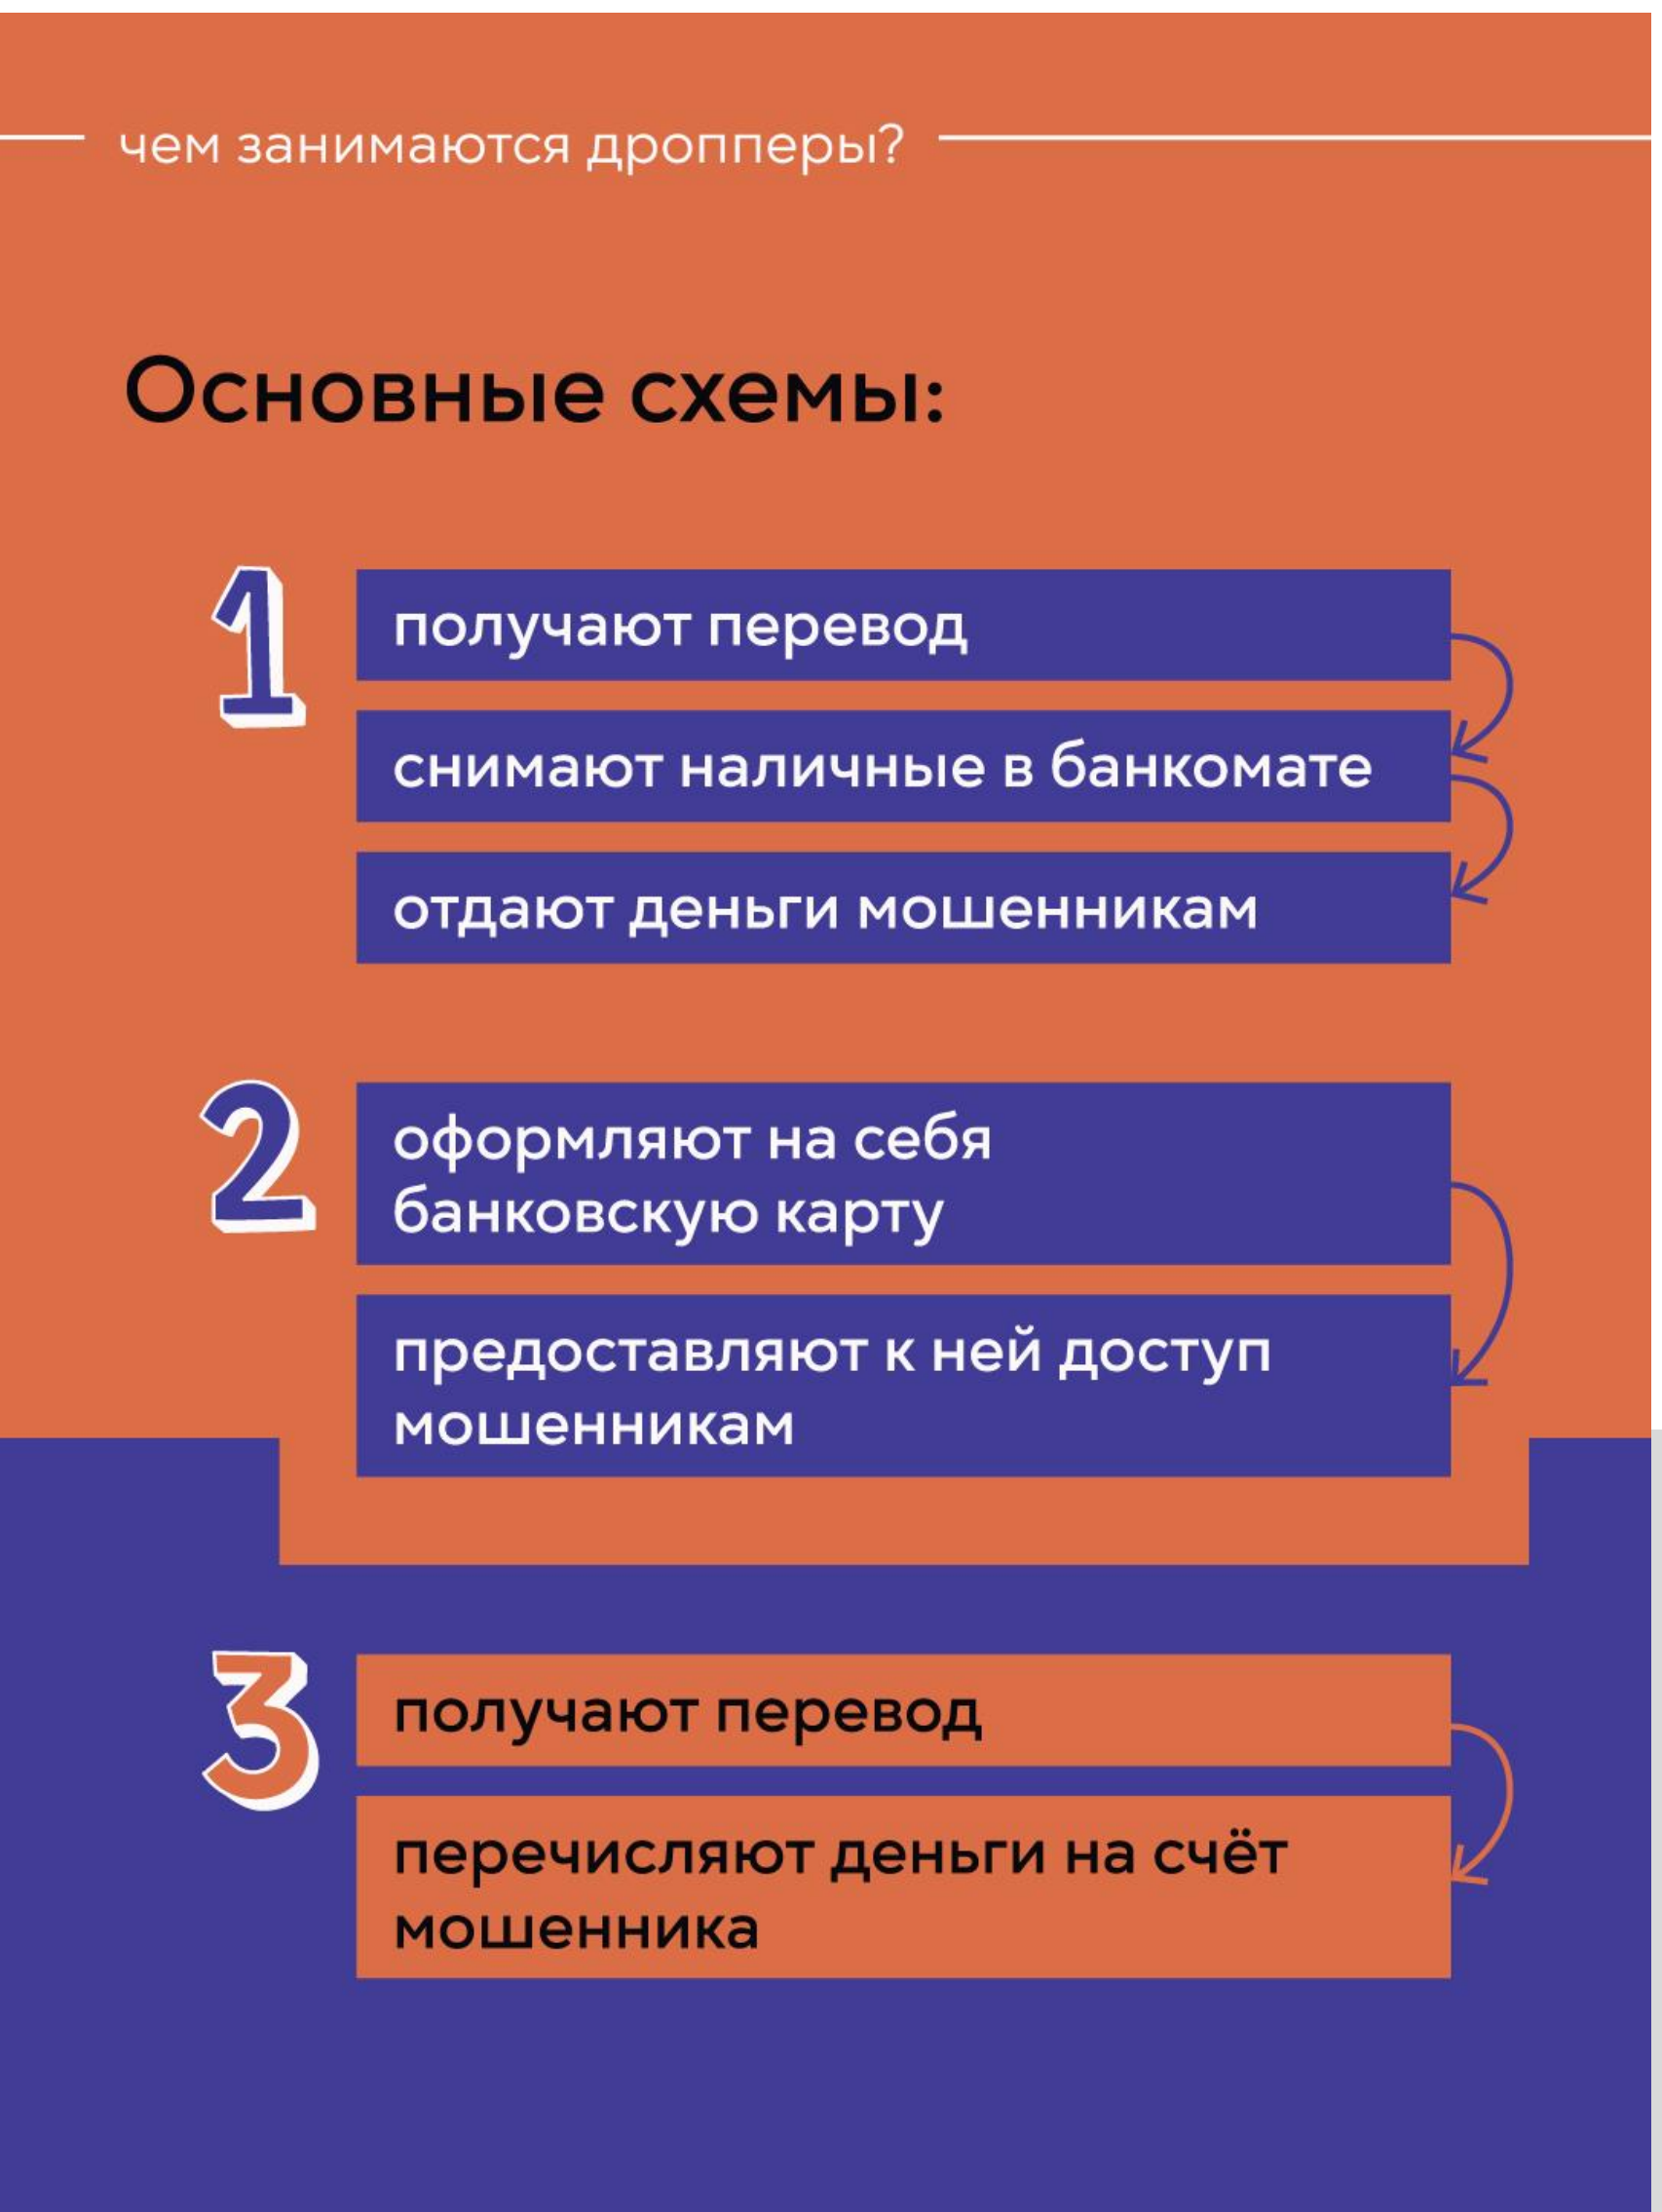 чем занимаются дропперы?
Основные схемы:
1
получают перевод
снимают наличные в банкомате
отдают деньги мошенникам
2
оформляют на себя
банковскую карту
предоставляют к ней доступ
мошенникам
3
получают перевод
перечисляют деньги на счёт
мошенника